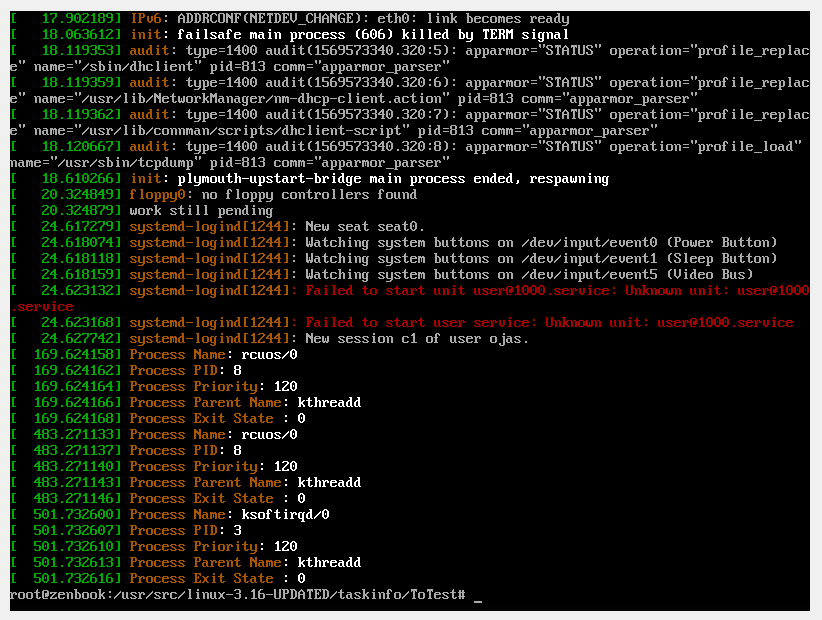 [   17.902189] IPv6: ADDRCONF(NETDEV_CHANGE): eth0: link becomes ready
[   18.063612] init: failsafe main process (606) killed by TERM signal
[   18.119353] audit: type=1400 audit(1569573340.320:5): apparmor="STATUS" operation="profile_replac
e" name="/sbin/dhclient" pid=813 comm="apparmor_parser"
[   18.119359] audit: type=1400 audit(1569573340.320:6): apparmor="STATUS" operation="profile_replac
e" name="/usr/lib/NetworkManager/nm-dhcp-client.action" pid=813 comm="apparmor_parser"
[   18.119362] audit: type=1400 audit(1569573340.320:7): apparmor="STATUS" operation="profile_replac
e" name="/usr/lib/connman/scripts/dhclient-script" pid=813 comm="apparmor_parser"
[   18.120667] audit: type=1400 audit(1569573340.320:8): apparmor="STATUS" operation="profile_load"
name="/usr/sbin/tcpdump" pid=813 comm="apparmor_parser"
[   18.610266] init: plymouth-upstart-bridge main process ended, respawning
[   20.324849] floppy0: no floppy controllers found
[   20.324879] work still pending
[   24.617279] systemd-logind[1244]: New seat seat0.
[   24.618074] systemd-logind[1244]: Watching system buttons on /dev/input/event0 (Power Button)
[   24.618118] systemd-logind[1244]: Watching system buttons on /dev/input/event1 (Sleep Button)
[   24.618159] systemd-logind[1244]: Watching system buttons on /dev/input/event5 (Video Bus)
[   24.623132] systemd-logind[1244]: Failed to start unit user@1000.service: Unknown unit: user@1000
.service
[   24.623168] systemd-logind[1244]: Failed to start user service: Unknown unit: user@1000.service
[   24.627742] systemd-logind[1244]: New session c1 of user ojas.
[  169.624158] Process Name: rcuos/0
[  169.624162] Process PID: 8
[  169.624164] Process Priority: 120
[  169.624166] Process Parent Name: kthreadd
[  169.624168] Process Exit State : 0
[  483.271133] Process Name: rcuos/0
[  483.271137] Process PID: 8
[  483.271140] Process Priority: 120
[  483.271143] Process Parent Name: kthreadd
[  483.271146] Process Exit State : 0
[  501.732600] Process Name: ksoftirqd/0
[  501.732607] Process PID: 3
[  501.732610] Process Priority: 120
[  501.732613] Process Parent Name: kthreadd
[  501.732616] Process Exit State : 0
root@zenbook:/usr/src/linux-3.16-UPDATED/taskinfo/ToTest# _